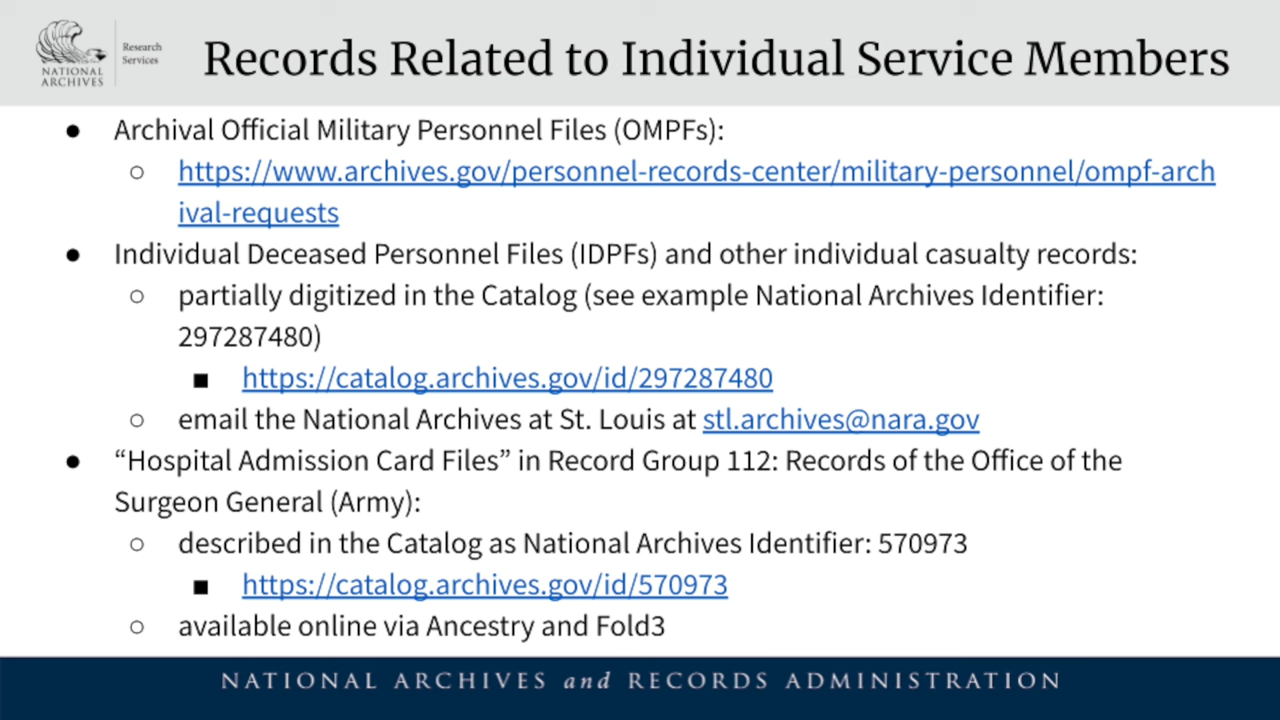 NATIONAL
ARCHIVES
Research
Services
Records Related to Individual Service Members
● Archival Official Military Personnel Files (OMPFs):
○ https://www.archives.gov/personnel-records-center/military-personnel/ompf-arch
ival-requests
● Individual Deceased Personnel Files (IDPFs) and other individual casualty records:
○ partially digitized in the Catalog (see example National Archives Identifier:
297287480)
■ https://catalog.archives.gov/id/297287480
○ email the National Archives at St. Louis at stl.archives@nara.gov
● “Hospital Admission Card Files” in Record Group 112: Records of the Office of the
Surgeon General (Army):
○ described in the Catalog as National Archives Identifier: 570973
■ https://catalog.archives.gov/id/570973
○ available online via Ancestry and Fold3
NATIONAL ARCHIVES and RECORDS ADMINISTRATION